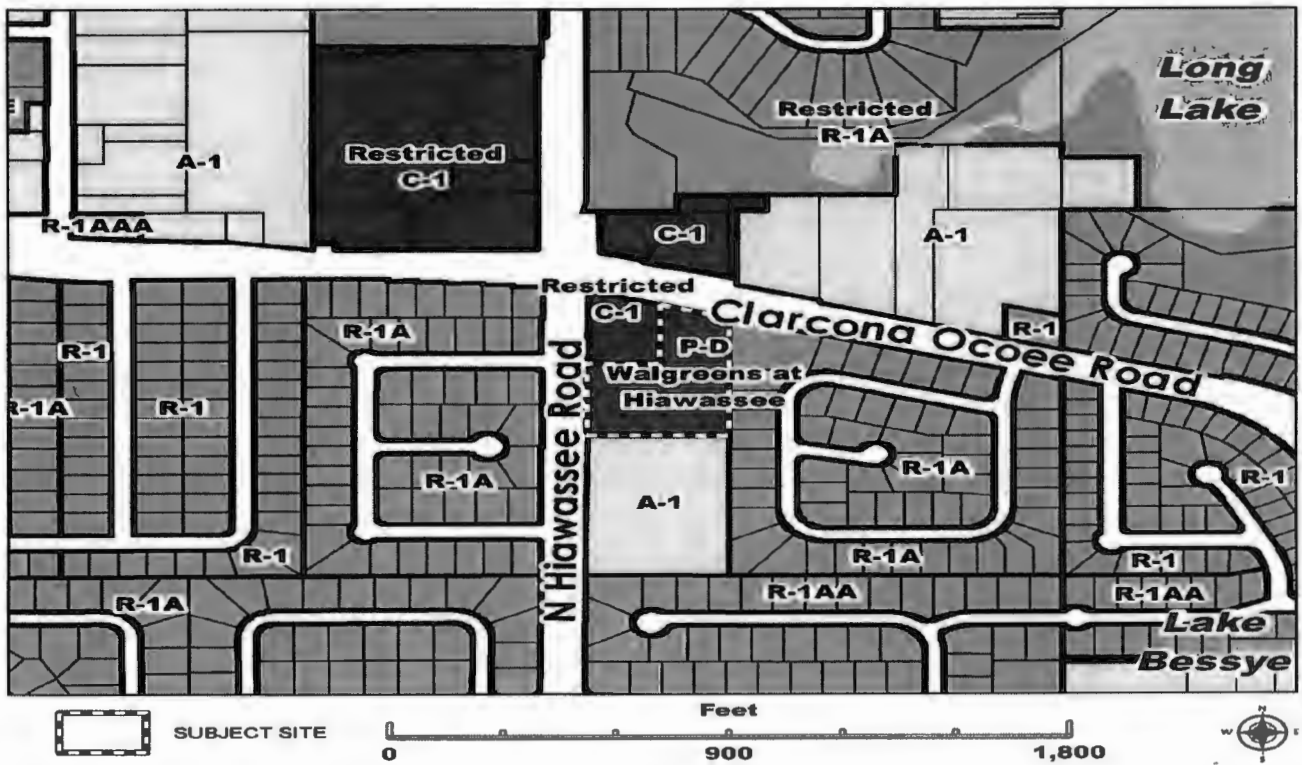 Long
Lake
Restricted
R-1A
Restricted
C-1
A-1
E
R-1AAA
C-1
A-1
Restricted
C-1
Clarcona Ocoee Road
R-1
R-1A
R-1
P-D
Walgreens at
Hiawassee
R-1A
R-1
N Hiawassee Road
R-1A
R-1A
R-1
A-1
R-1
R-1A
R-1
R-1A
R-1AA
R-1AA
Lake
Bessye
SUBJECT SITE
Feet
0
900
1,800
N
W
E
S